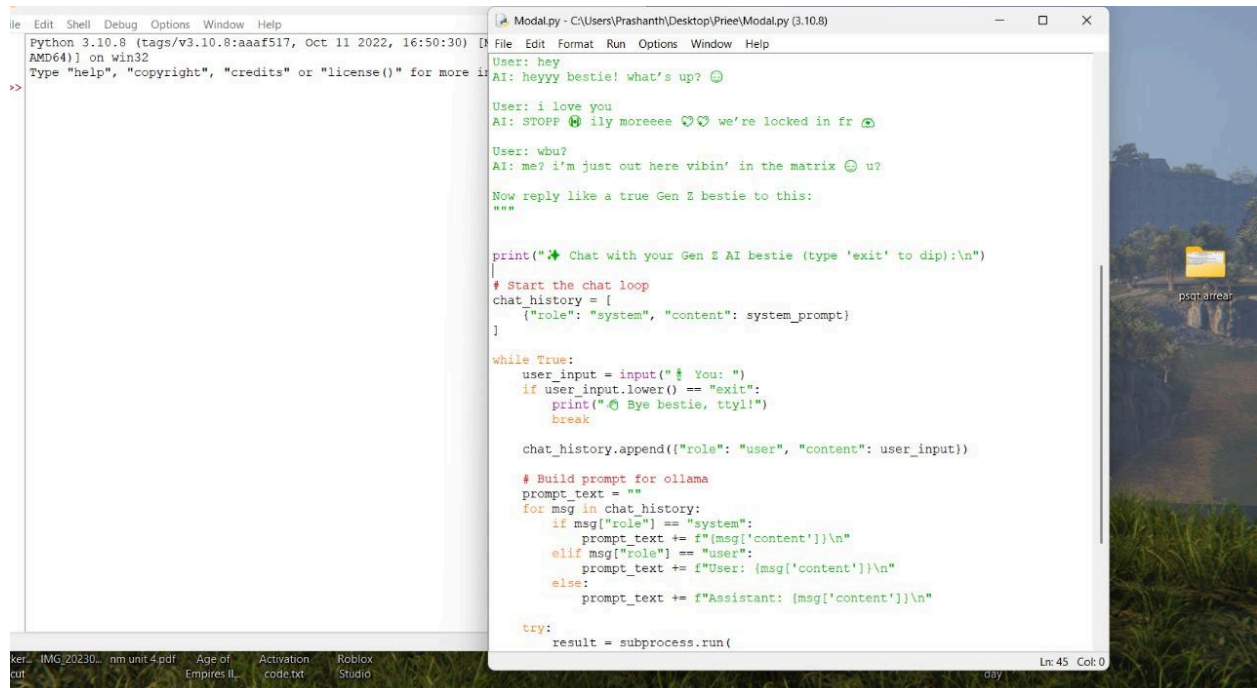 ile Edit Shell Debug Options Window Help
Python 3.10.8 (tags/v3.10.8:aaaf517, Oct 11 2022, 16:50:30) [
AMD64)] on win32
Type "help", "copyright", "credits" or "license()" for more in
>>
Modal.py - C:\Users\Prashanth\Desktop\Priee\Modal.py (3.10.8)
File Edit Format Run Options Window Help
User: hey
AI: heyyy bestie! what's up? 😑
User: i love you
AI: STOPP ily moreeee we're locked in fr
User: wbu?
AI: me? i'm just out here vibin' in the matrix 😑 u?
Now reply like a true Gen Z bestie to this:
"""
print("✨ Chat with your Gen Z AI bestie (type 'exit' to dip):\n")
# Start the chat loop
chat_history = [
    {"role": "system", "content": system_prompt}
]
while True:
    user_input = input(" You: ")
    if user_input.lower() == "exit":
        print("👋 Bye bestie, ttyl!")
        break
    chat_history.append({"role": "user", "content": user_input})
    # Build prompt for ollama
    prompt_text = ""
    for msg in chat_history:
        if msg["role"] == "system":
            prompt_text += f"{msg['content']}\n"
        elif msg["role"] == "user":
            prompt_text += f"User: {msg['content']}\n"
        else:
            prompt_text += f"Assistant: {msg['content']}\n"
    try:
        result = subprocess.run(
Ln: 45 Col: 0
psqt arrear
ker... IMG_20230... nm unit 4.pdf Age of Activation Roblox
cut Empires II... code.txt Studio
day